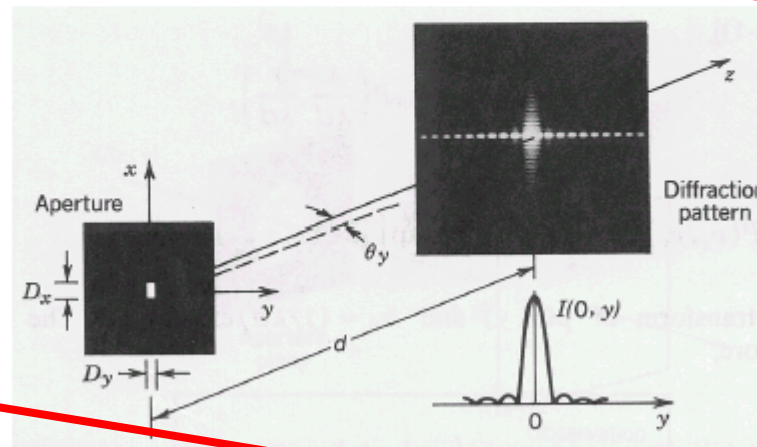 z
x
Aperture
Diffraction
pattern
θy
Dx
y
I(0, y)
d
Dy
0
y